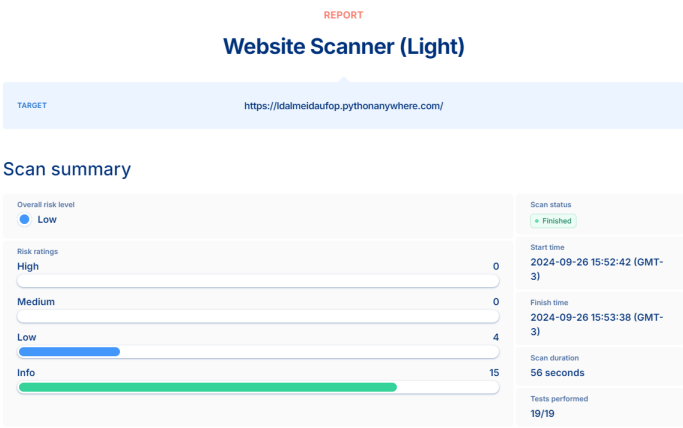 REPORT
Website Scanner (Light)
TARGET
https://ldalmeidaufop.pythonanywhere.com/
Scan summary
Overall risk level
Low
Risk ratings
High 0
Medium 0
Low 4
Info 15
Scan status
Finished
Start time
2024-09-26 15:52:42 (GMT-
3)
Finish time
2024-09-26 15:53:38 (GMT-
3)
Scan duration
56 seconds
Tests performed
19/19